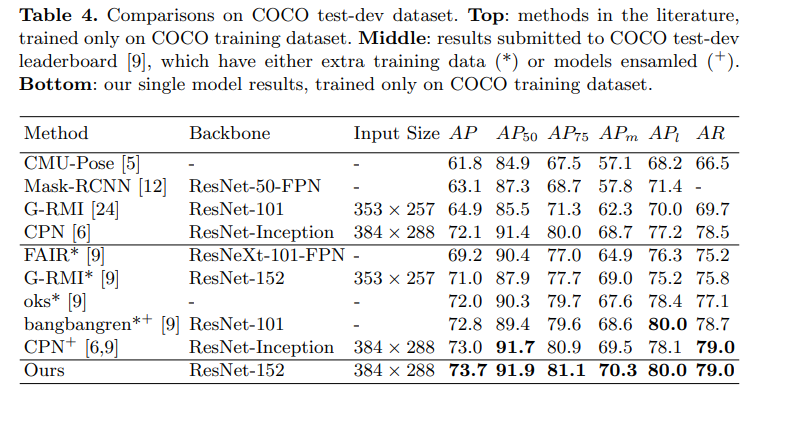 Table 4. Comparisons on COCO test-dev dataset. Top: methods in the literature,
trained only on COCO training dataset. Middle: results submitted to COCO test-dev
leaderboard [9], which have either extra training data (*) or models ensamled (+).
Bottom: our single model results, trained only on COCO training dataset.
Method Backbone Input Size AP AP50 AP75 APm APl AR
CMU-Pose [5] - - 61.8 84.9 67.5 57.1 68.2 66.5
Mask-RCNN [12] ResNet-50-FPN - 63.1 87.3 68.7 57.8 71.4 -
G-RMI [24] ResNet-101 353 × 257 64.9 85.5 71.3 62.3 70.0 69.7
CPN [6] ResNet-Inception 384 × 288 72.1 91.4 80.0 68.7 77.2 78.5
FAIR* [9] ResNeXt-101-FPN - 69.2 90.4 77.0 64.9 76.3 75.2
G-RMI* [9] ResNet-152 353 × 257 71.0 87.9 77.7 69.0 75.2 75.8
oks* [9] - - 72.0 90.3 79.7 67.6 78.4 77.1
bangbangren*+ [9] ResNet-101 - 72.8 89.4 79.6 68.6 80.0 78.7
CPN+ [6,9] ResNet-Inception 384 × 288 73.0 91.7 80.9 69.5 78.1 79.0
Ours ResNet-152 384 × 288 73.7 91.9 81.1 70.3 80.0 79.0